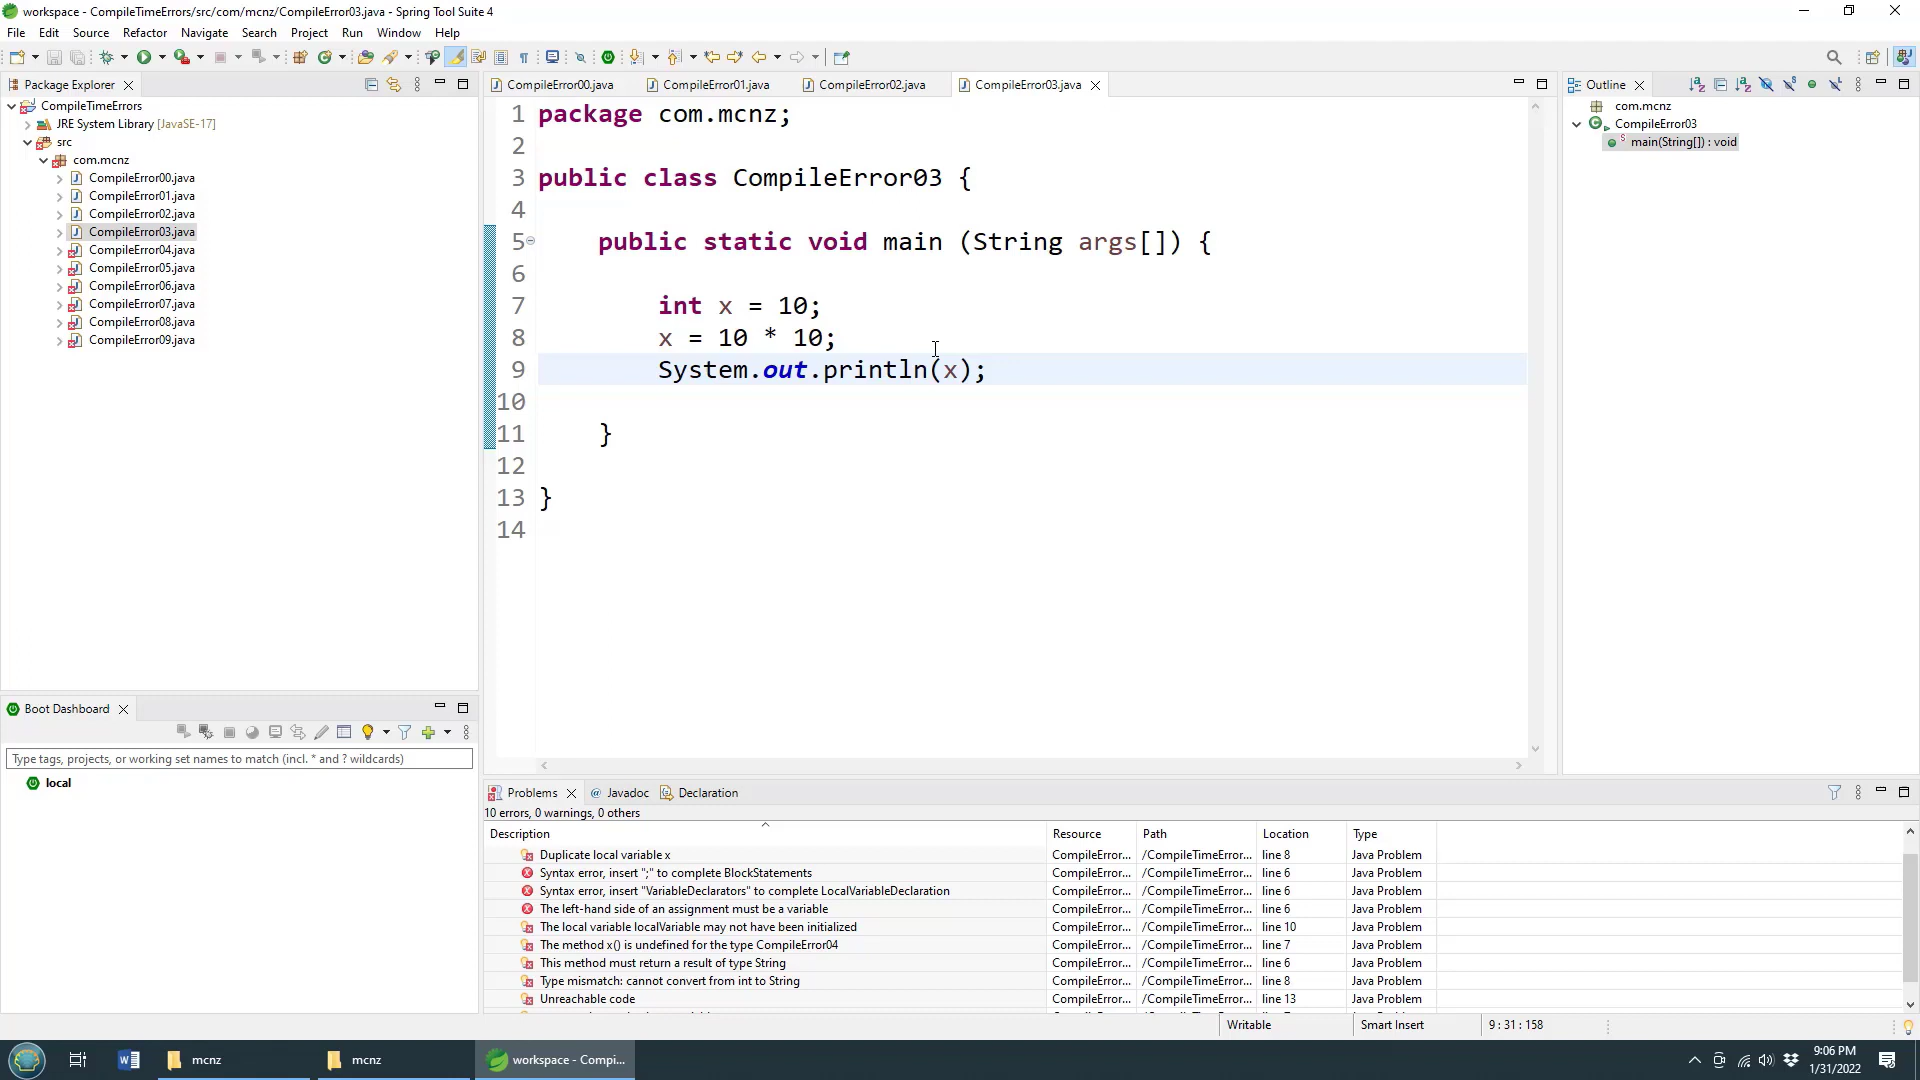 workspace - CompileTimeErrors/src/com/mcnz/CompileError03.java - Spring Tool Suite 4
File Edit Source Refactor Navigate Search Project Run Window Help
Package Explorer
CompileTimeErrors
JRE System Library [JavaSE-17]
src
com.mcnz
CompileError00.java
CompileError01.java
CompileError02.java
CompileError03.java
CompileError04.java
CompileError05.java
CompileError06.java
CompileError07.java
CompileError08.java
CompileError09.java
Boot Dashboard
Type tags, projects, or working set names to match (incl. * and ? wildcards)
local
CompileError00.java CompileError01.java CompileError02.java CompileError03.java
1 package com.mcnz;
2
3 public class CompileError03 {
4
5 public static void main (String args[]) {
6
7 int x = 10;
8 x = 10 * 10;
9 System.out.println(x);
10
11 }
12
13 }
14
Outline
com.mcnz
CompileError03
main(String[]) : void
Problems Javadoc Declaration
10 errors, 0 warnings, 0 others
Description Resource Path Location Type
Duplicate local variable x CompileError... /CompileTimeError... line 8 Java Problem
Syntax error, insert ";" to complete BlockStatements CompileError... /CompileTimeError... line 6 Java Problem
Syntax error, insert "VariableDeclarators" to complete LocalVariableDeclaration CompileError... /CompileTimeError... line 6 Java Problem
The left-hand side of an assignment must be a variable CompileError... /CompileTimeError... line 6 Java Problem
The local variable localVariable may not have been initialized CompileError... /CompileTimeError... line 10 Java Problem
The method x() is undefined for the type CompileError04 CompileError... /CompileTimeError... line 7 Java Problem
This method must return a result of type String CompileError... /CompileTimeError... line 6 Java Problem
Type mismatch: cannot convert from int to String CompileError... /CompileTimeError... line 8 Java Problem
Unreachable code CompileError... /CompileTimeError... line 13 Java Problem
Writable Smart Insert 9 : 31 : 158
mcnz mcnz workspace - Compi...
9:06 PM
1/31/2022